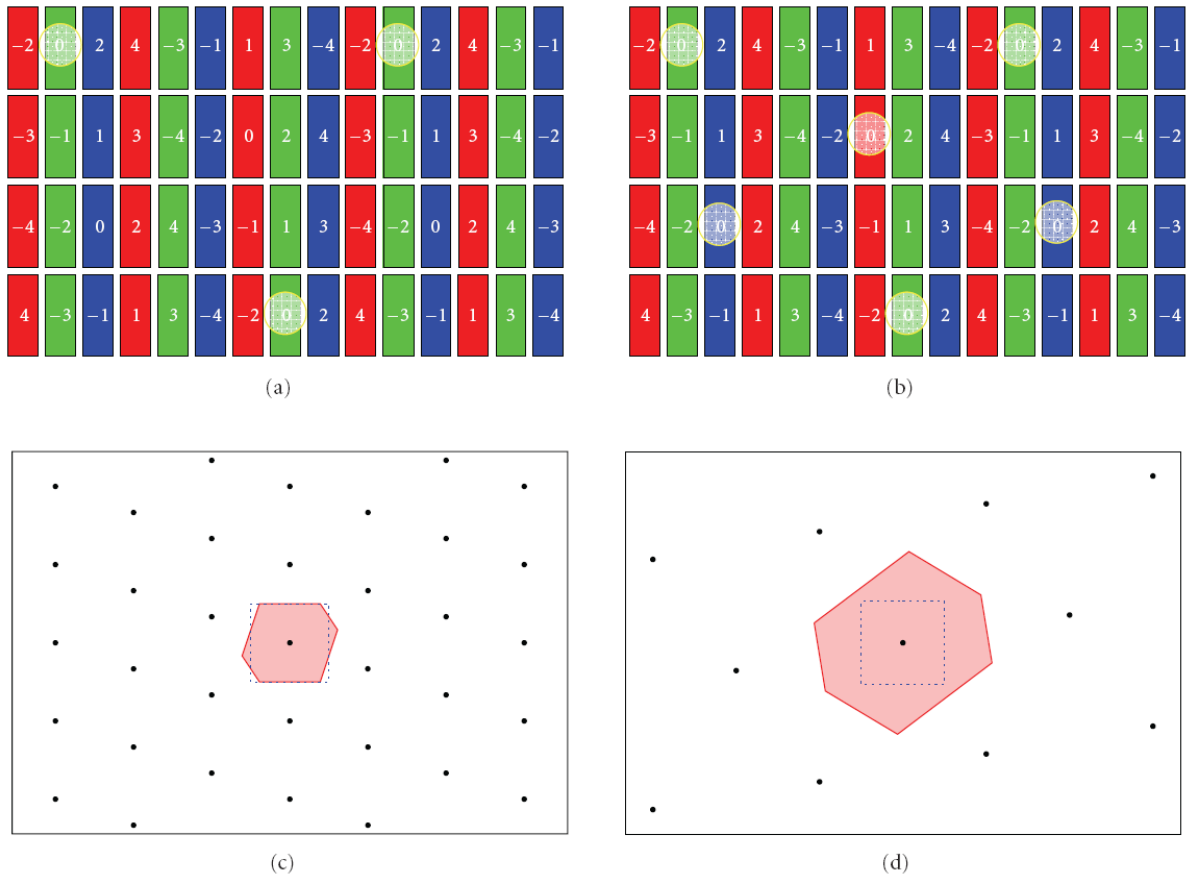 −2 0 2 4 −3 −1 1 3 −4 −2 0 2 4 −3 −1
−3 −1 1 3 −4 −2 0 2 4 −3 −1 1 3 −4 −2
−4 −2 0 2 4 −3 −1 1 3 −4 −2 0 2 4 −3
4 −3 −1 1 3 −4 −2 0 2 4 −3 −1 1 3 −4
(a)
−2 0 2 4 −3 −1 1 3 −4 −2 0 2 4 −3 −1
−3 −1 1 3 −4 −2 0 2 4 −3 −1 1 3 −4 −2
−4 −2 0 2 4 −3 −1 1 3 −4 −2 0 2 4 −3
4 −3 −1 1 3 −4 −2 0 2 4 −3 −1 1 3 −4
(b)
(c)
(d)